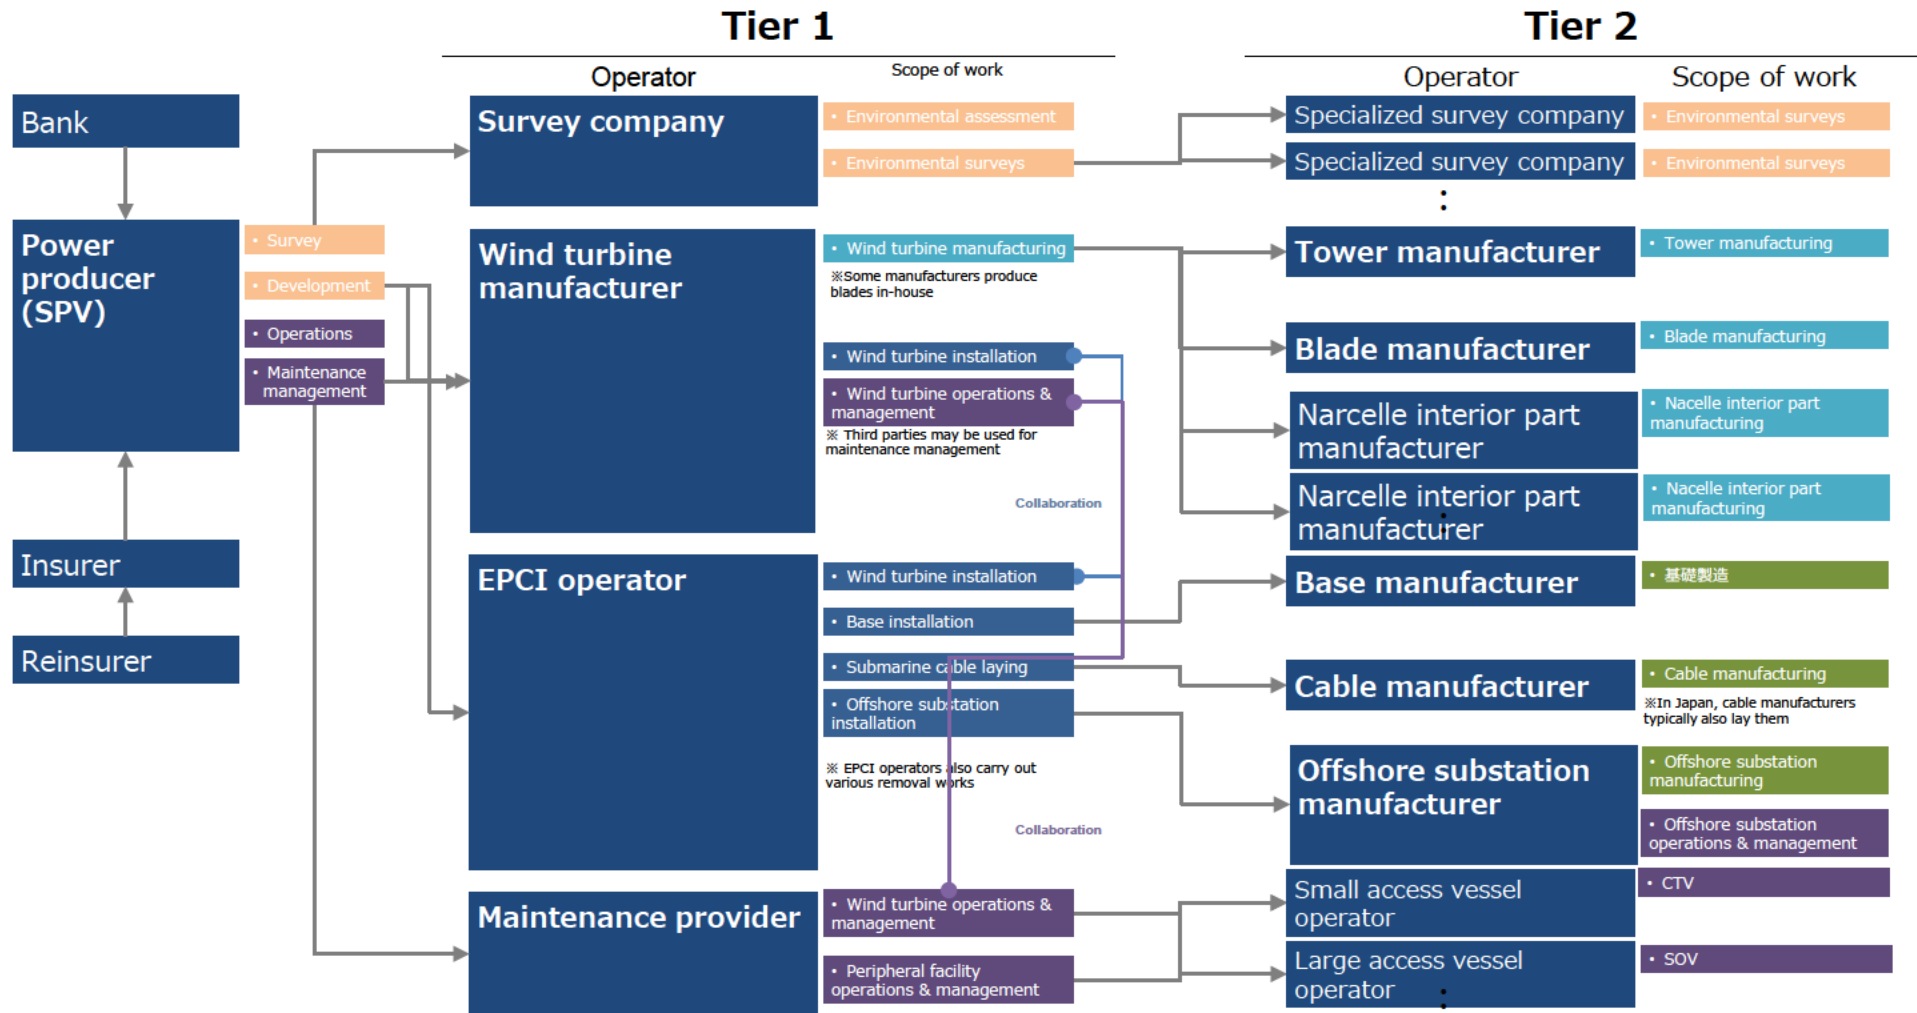 Tier 1
Tier 2
Operator
Scope of work
Operator
Scope of work
Bank
Power
producer
(SPV)
Insurer
Reinsurer
• Survey
• Development
• Operations
• Maintenance
management
Survey company
• Environmental assessment
• Environmental surveys
Wind turbine
manufacturer
• Wind turbine manufacturing
※Some manufacturers produce
blades in-house
• Wind turbine installation
• Wind turbine operations &
management
※ Third parties may be used for
maintenance management
Collaboration
EPCI operator
• Wind turbine installation
• Base installation
• Submarine cable laying
• Offshore substation
installation
※ EPCI operators also carry out
various removal works
Collaboration
Maintenance provider
• Wind turbine operations &
management
• Peripheral facility
operations & management
Specialized survey company
• Environmental surveys
Specialized survey company
• Environmental surveys
:
Tower manufacturer
• Tower manufacturing
Blade manufacturer
• Blade manufacturing
Narcelle interior part
manufacturer
• Nacelle interior part
manufacturing
Narcelle interior part
manufacturer
• Nacelle interior part
manufacturing
:
Base manufacturer
• 基礎製造
Cable manufacturer
• Cable manufacturing
※In Japan, cable manufacturers
typically also lay them
Offshore substation
manufacturer
• Offshore substation
manufacturing
• Offshore substation
operations & management
Small access vessel
operator
• CTV
Large access vessel
operator
• SOV
: